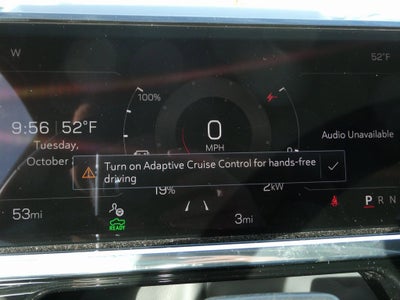 W
52°F
100%
9:56 52°F
0
MPH
Tuesday,
October
Audio Unavailable
Turn on Adaptive Cruise Control for hands-free
driving
19%
2kW
P R N
53mi
READY
3mi